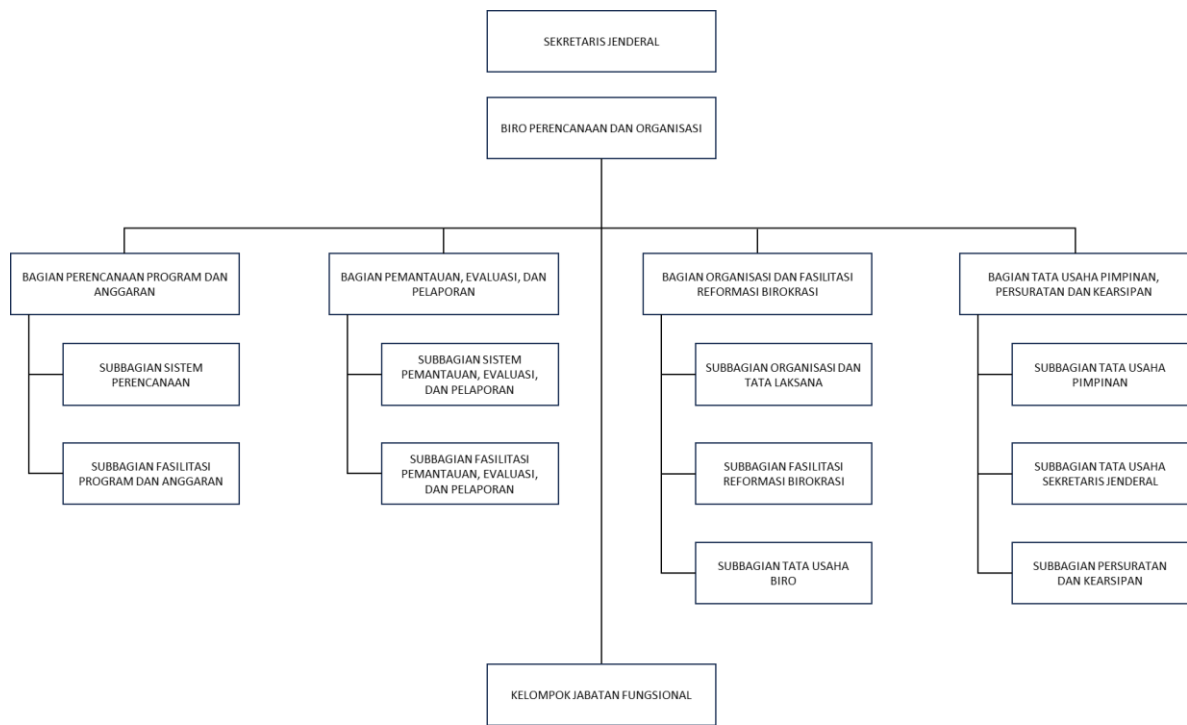 SEKRETARIS JENDERAL
BIRO PERENCANAAN DAN ORGANISASI
BAGIAN PERENCANAAN PROGRAM DAN
ANGGARAN
BAGIAN PEMANTAUAN, EVALUASI, DAN
PELAPORAN
BAGIAN ORGANISASI DAN FASILITASI
REFORMASI BIROKRASI
BAGIAN TATA USAHA PIMPINAN,
PERSURATAN DAN KEARSIPAN
SUBBAGIAN SISTEM
PERENCANAAN
SUBBAGIAN SISTEM
PEMANTAUAN, EVALUASI,
DAN PELAPORAN
SUBBAGIAN ORGANISASI DAN
TATA LAKSANA
SUBBAGIAN TATA USAHA
PIMPINAN
SUBBAGIAN FASILITASI
PROGRAM DAN ANGGARAN
SUBBAGIAN FASILITASI
PEMANTAUAN, EVALUASI,
DAN PELAPORAN
SUBBAGIAN FASILITASI
REFORMASI BIROKRASI
SUBBAGIAN TATA USAHA
SEKRETARIS JENDERAL
SUBBAGIAN TATA USAHA
BIRO
SUBBAGIAN PERSURATAN
DAN KEARSIPAN
KELOMPOK JABATAN FUNGSIONAL